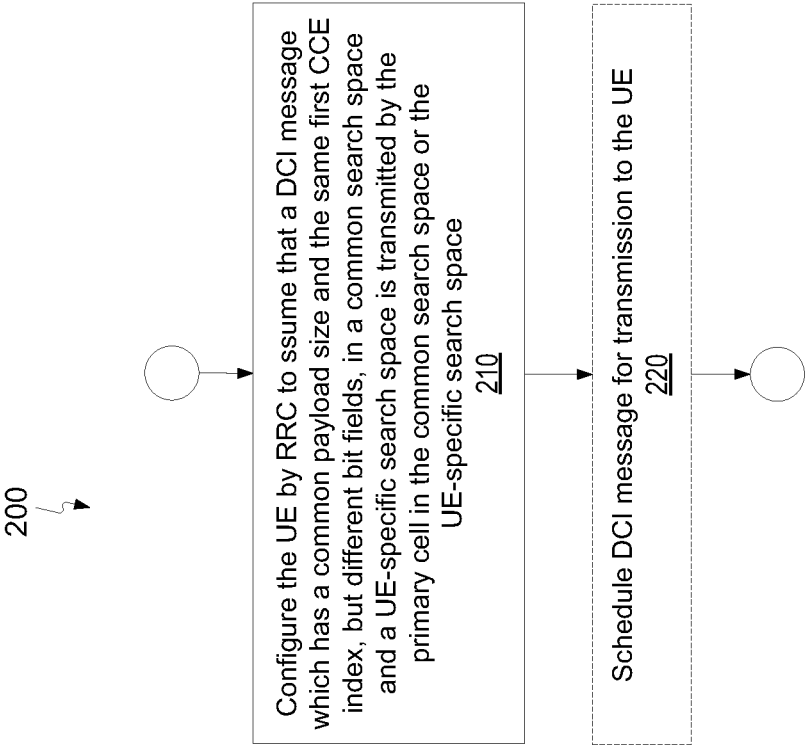 200
Configure the UE by RRC to ssume that a DCI message
which has a common payload size and the same first CCE
index, but different bit fields, in a common search space
and a UE-specific search space is transmitted by the
primary cell in the common search space or the
UE-specific search space
210
Schedule DCI message for transmission to the UE
220